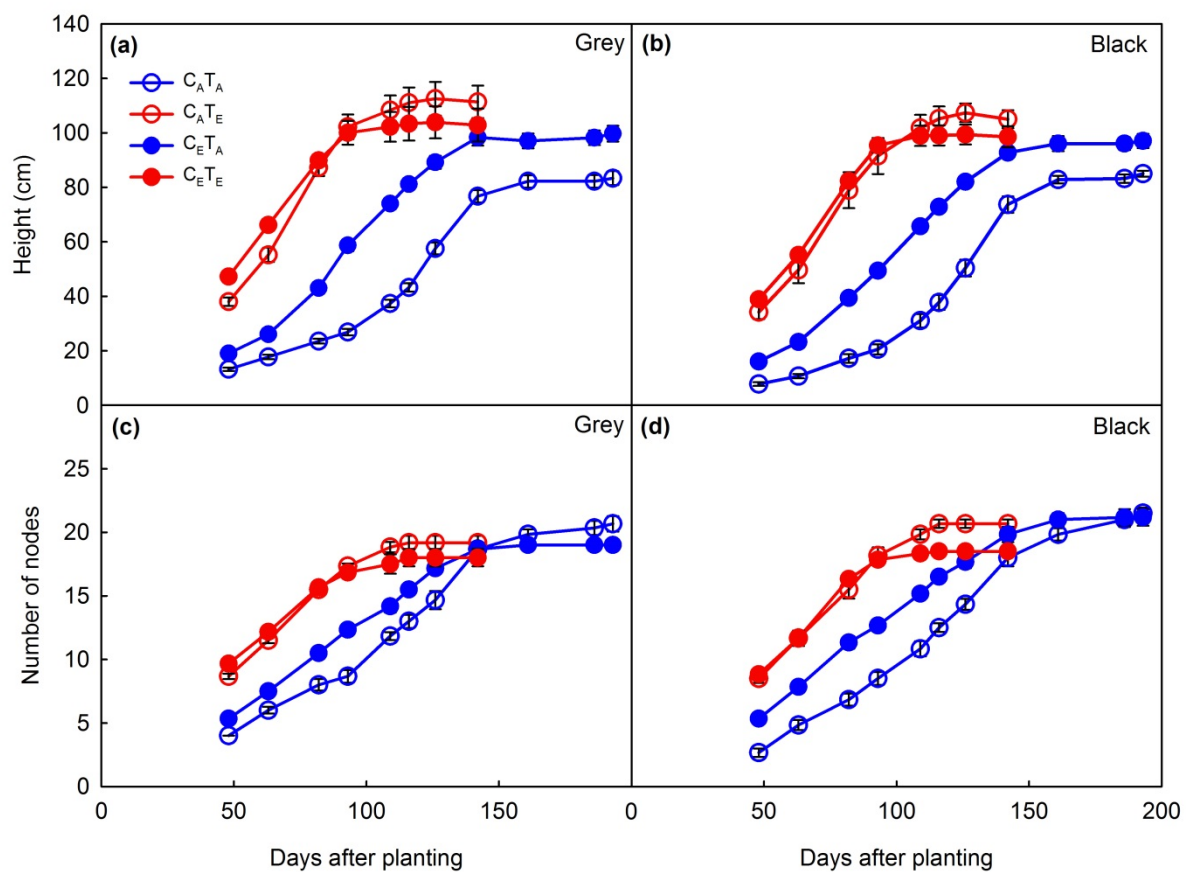 140
120
100
80
60
40
20
0
Height (cm)
(a)
Grey
CATA
CATE
CETA
CETE
(b)
Black
25
20
15
10
5
0
Number of nodes
(c)
Grey
(d)
Black
0
50
100
150
0
50
100
150
200
Days after planting
Days after planting